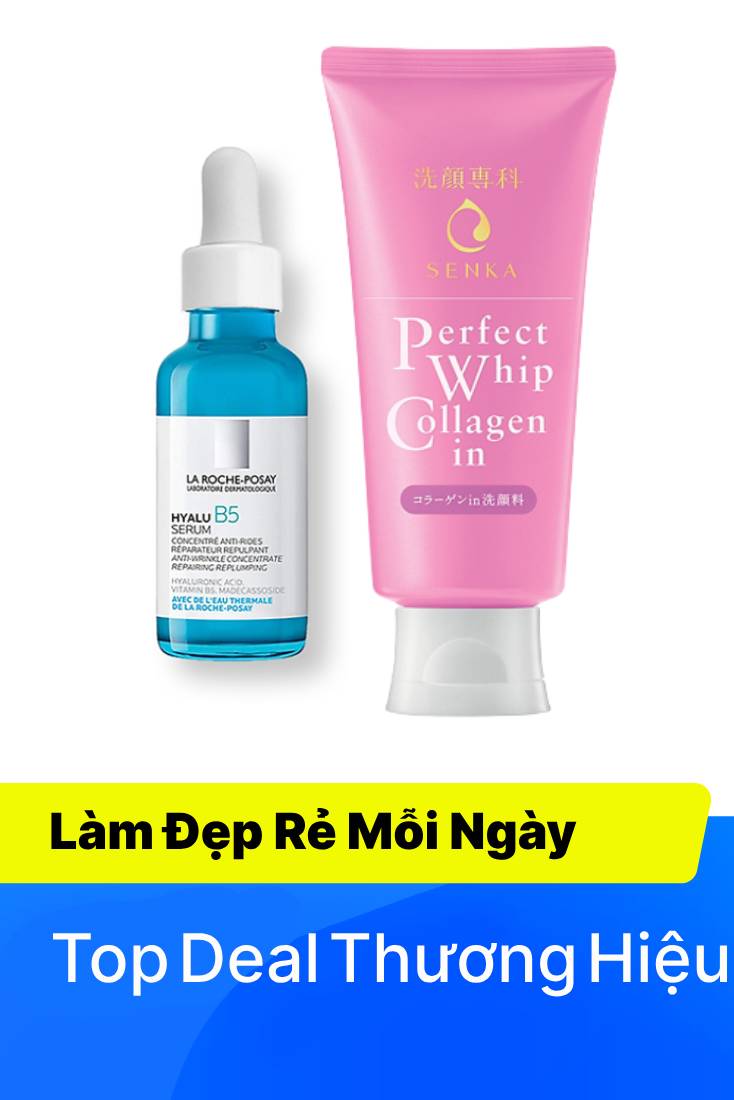 LA ROCHE-POSAY
LABORATOIRE DERMATOLOGIQUE
HYALU B5
SERUM
CONCENTRÉ ANTI-RIDES
RÉPARATEUR REPULPANT
ANTI-WRINKLE CONCENTRATE
REPAIRING REPLUMPING
HYALURONIC ACID.
VITAMIN B5. MADECASSOSIDE
AVEC DE L'EAU THERMALE
DE LA ROCHE-POSAY
洗顔専科
SENKA
Perfect
Whip
Collagen
in
コラーゲンin洗顔料
Làm Đẹp Rẻ Mỗi Ngày
Top Deal Thương Hiệu